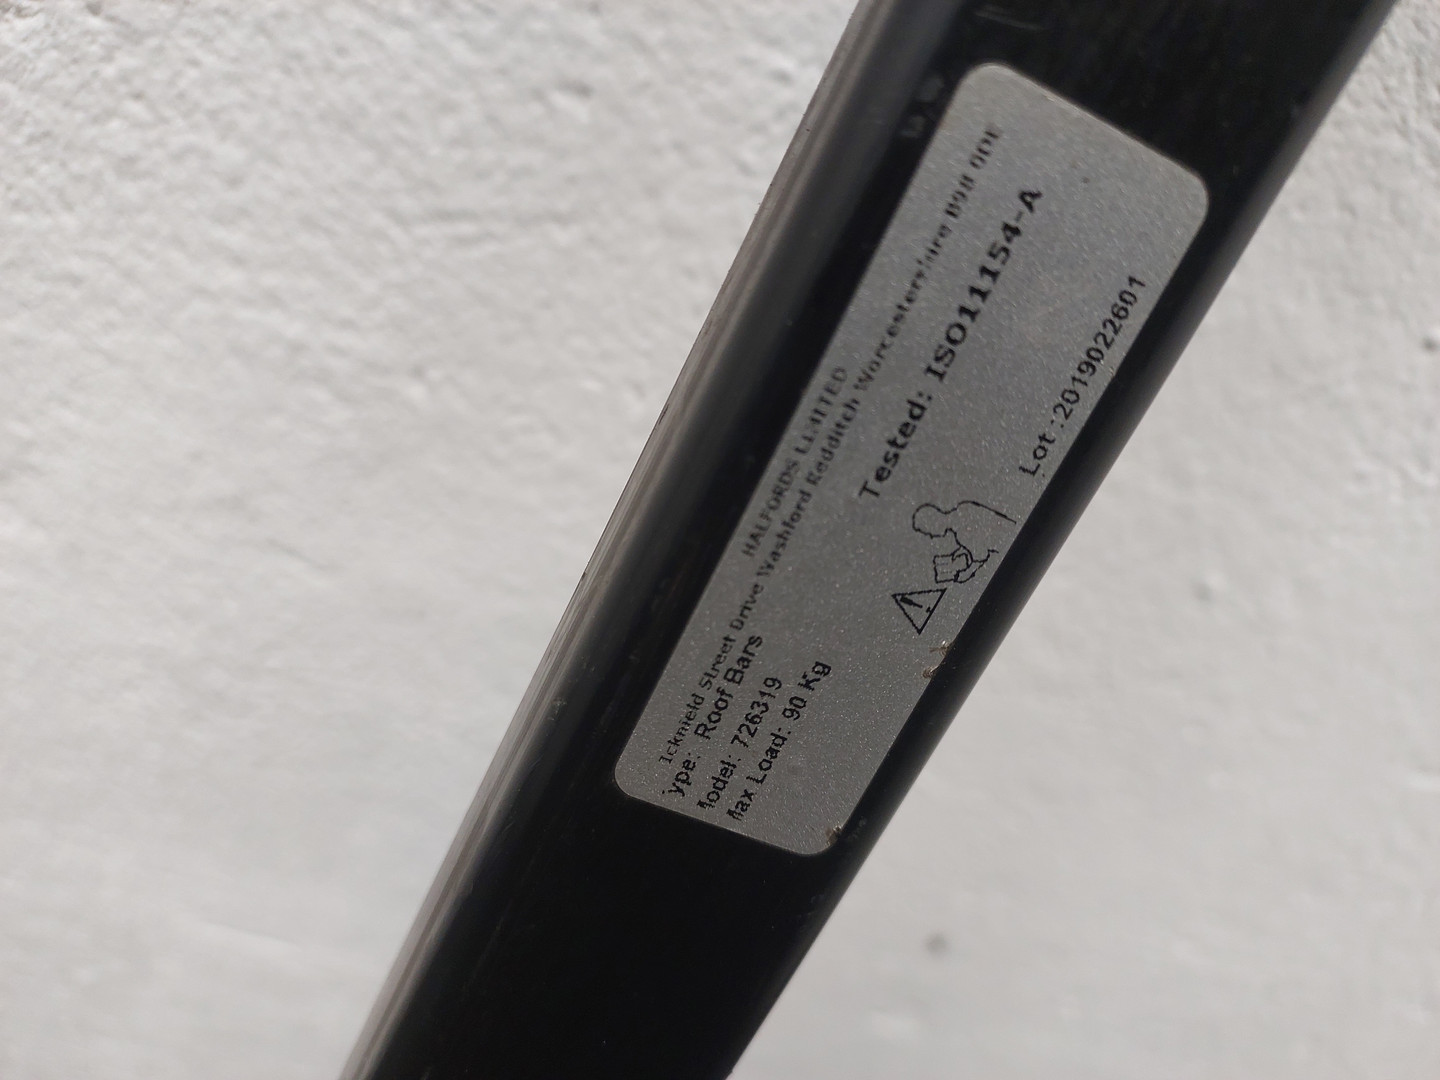 HALFORDS LIMITED
Icknield Street Drive Washford Redditch Worcestershire B98 0DE
Type: Roof Bars
Model: 726319
Max Load: 90 Kg
Tested: ISO11154-A
Lot:2019022601